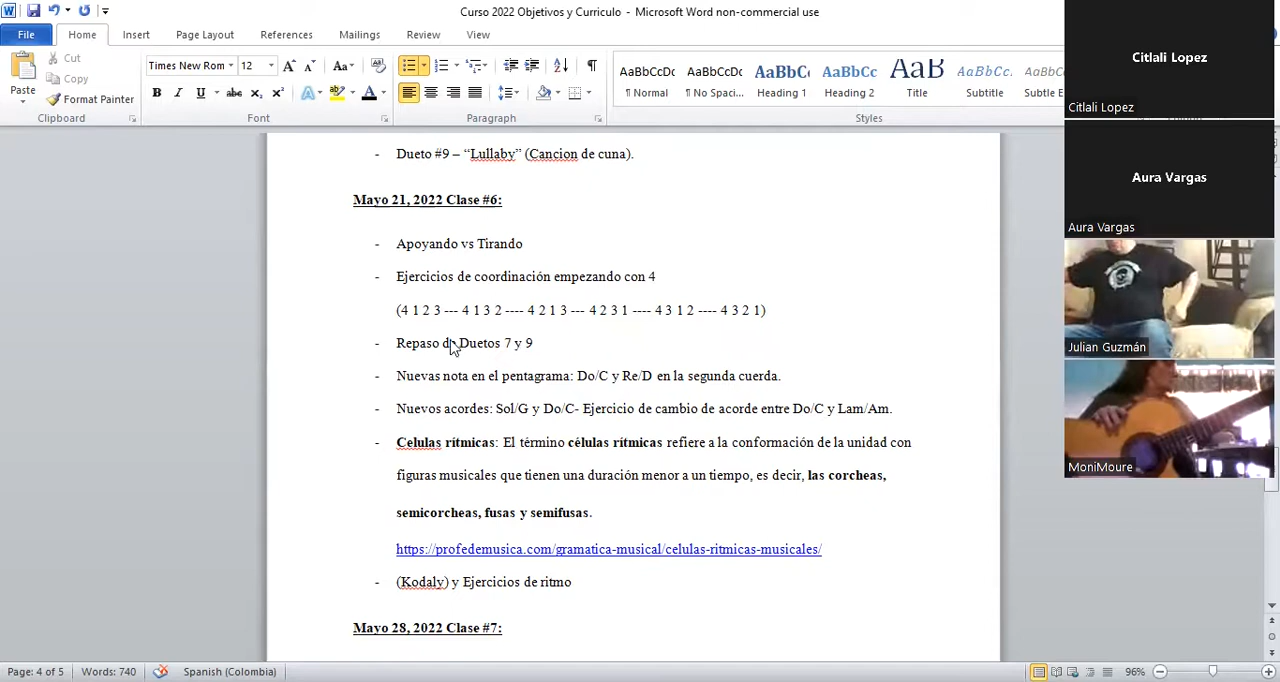 Curso 2022 Objetivos y Curriculo - Microsoft Word non-commercial use
File Home Insert Page Layout References Mailings Review View
Cut
Copy
Paste Format Painter
Times New Rom 12
Clipboard Font Paragraph Styles
AaBbCcDc AaBbCcDc AaBbC AaBbCc AaB AaBbCc. AaBbCc
¶ Normal ¶ No Spaci... Heading 1 Heading 2 Title Subtitle Subtle E
- Dueto #9 – “Lullaby” (Cancion de cuna).
Mayo 21, 2022 Clase #6:
- Apoyando vs Tirando
- Ejercicios de coordinación empezando con 4
(4 1 2 3 --- 4 1 3 2 ---- 4 2 1 3 --- 4 2 3 1 ---- 4 3 1 2 ---- 4 3 2 1)
- Repaso de Duetos 7 y 9
- Nuevas nota en el pentagrama: Do/C y Re/D en la segunda cuerda.
- Nuevos acordes: Sol/G y Do/C- Ejercicio de cambio de acorde entre Do/C y Lam/Am.
- Celulas rítmicas: El término células rítmicas refiere a la conformación de la unidad con
figuras musicales que tienen una duración menor a un tiempo, es decir, las corcheas,
semicorcheas, fusas y semifusas.
https://profedemusica.com/gramatica-musical/celulas-ritmicas-musicales/
- (Kodaly) y Ejercicios de ritmo
Mayo 28, 2022 Clase #7:
Page: 4 of 5 Words: 740 Spanish (Colombia) 96%
Citlali Lopez
Citlali Lopez
Aura Vargas
Aura Vargas
Julian Guzmán
MoniMoure